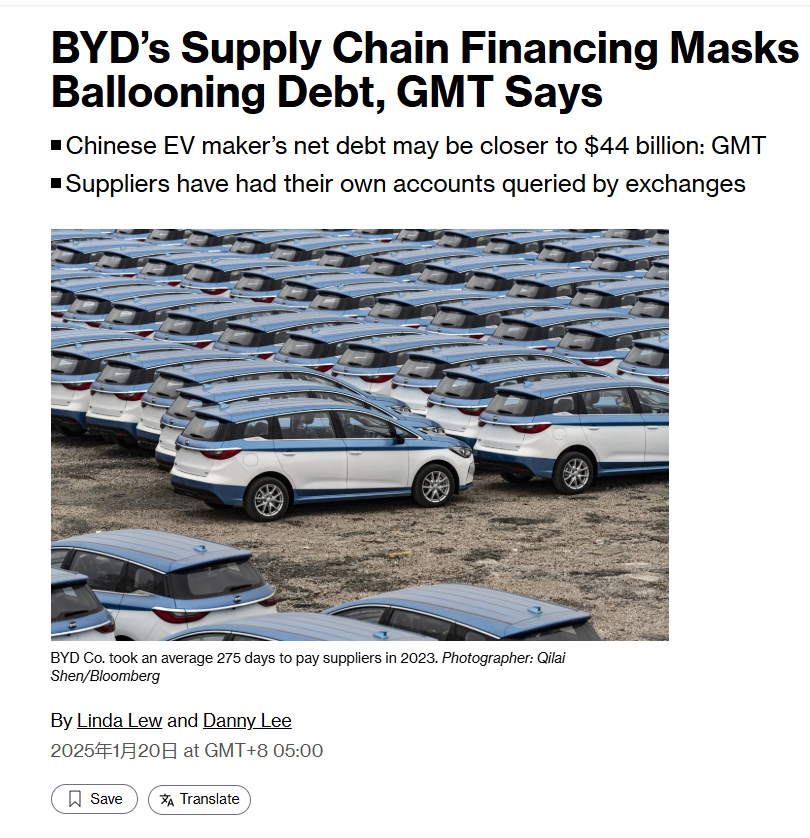 BYD’s Supply Chain Financing Masks
Ballooning Debt, GMT Says
Chinese EV maker’s net debt may be closer to $44 billion: GMT
Suppliers have had their own accounts queried by exchanges
BYD Co. took an average 275 days to pay suppliers in 2023. Photographer: Qilai
Shen/Bloomberg
By Linda Lew and Danny Lee
2025年1月20日 at GMT+8 05:00
Save
Translate